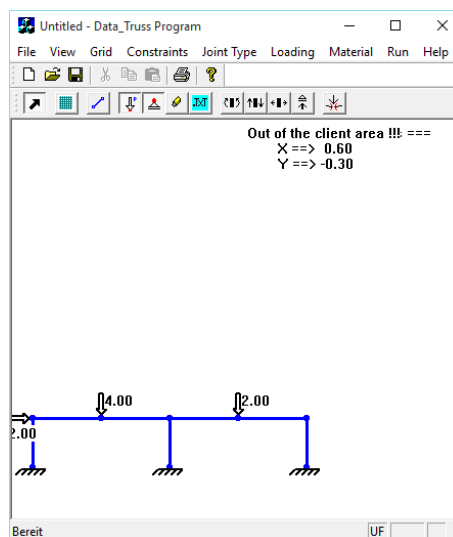 Untitled - Data_Truss Program
File View Grid Constraints Joint Type Loading Material Run Help
TXT
Out of the client area !!! ===
X ==> 0.60
Y ==> -0.30
4.00 2.00
2.00
Bereit UF